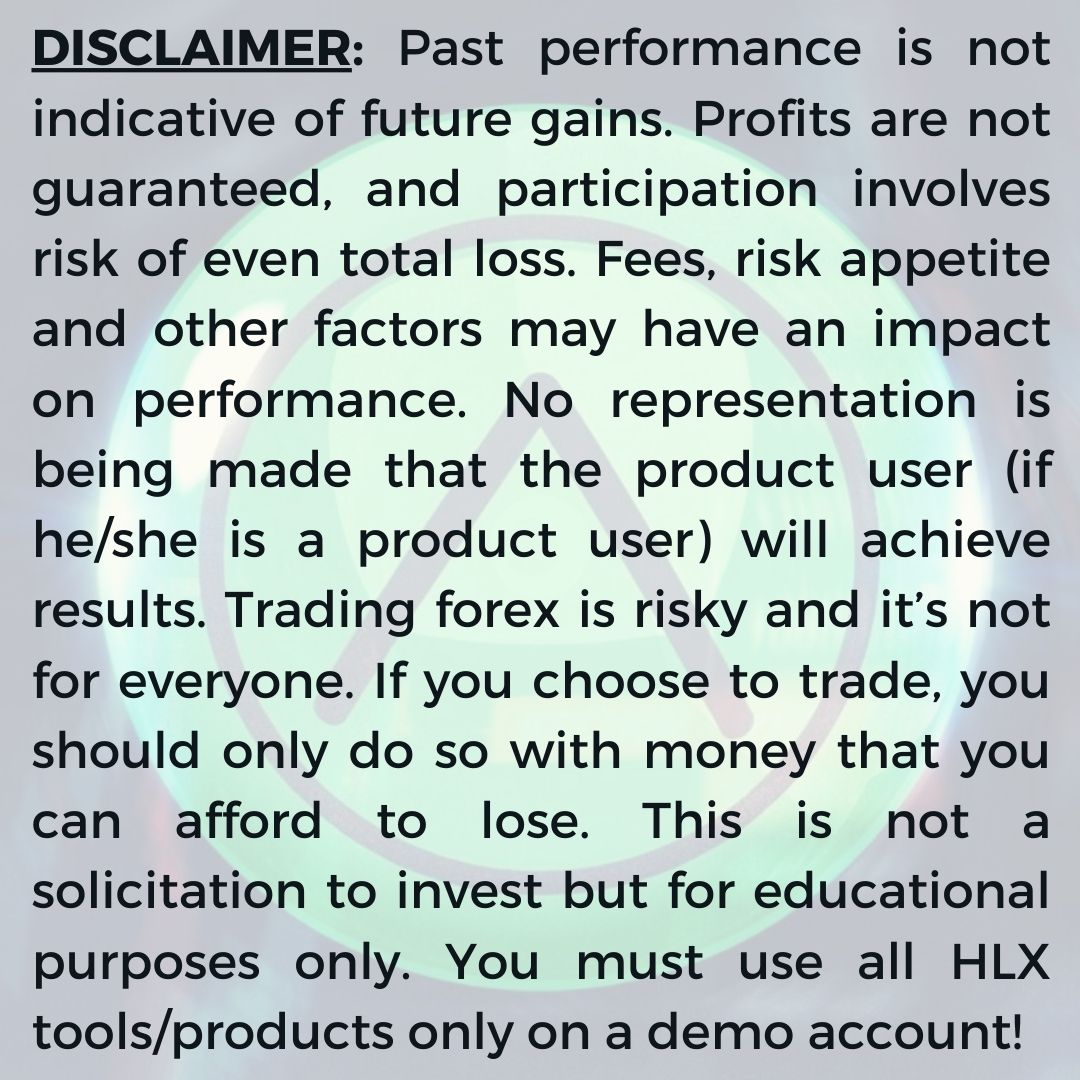 DISCLAIMER: Past performance is not
indicative of future gains. Profits are not
guaranteed, and participation involves
risk of even total loss. Fees, risk appetite
and other factors may have an impact
on performance. No representation is
being made that the product user (if
he/she is a product user) will achieve
results. Trading forex is risky and it’s not
for everyone. If you choose to trade, you
should only do so with money that you
can afford to lose. This is not a
solicitation to invest but for educational
purposes only. You must use all HLX
tools/products only on a demo account!